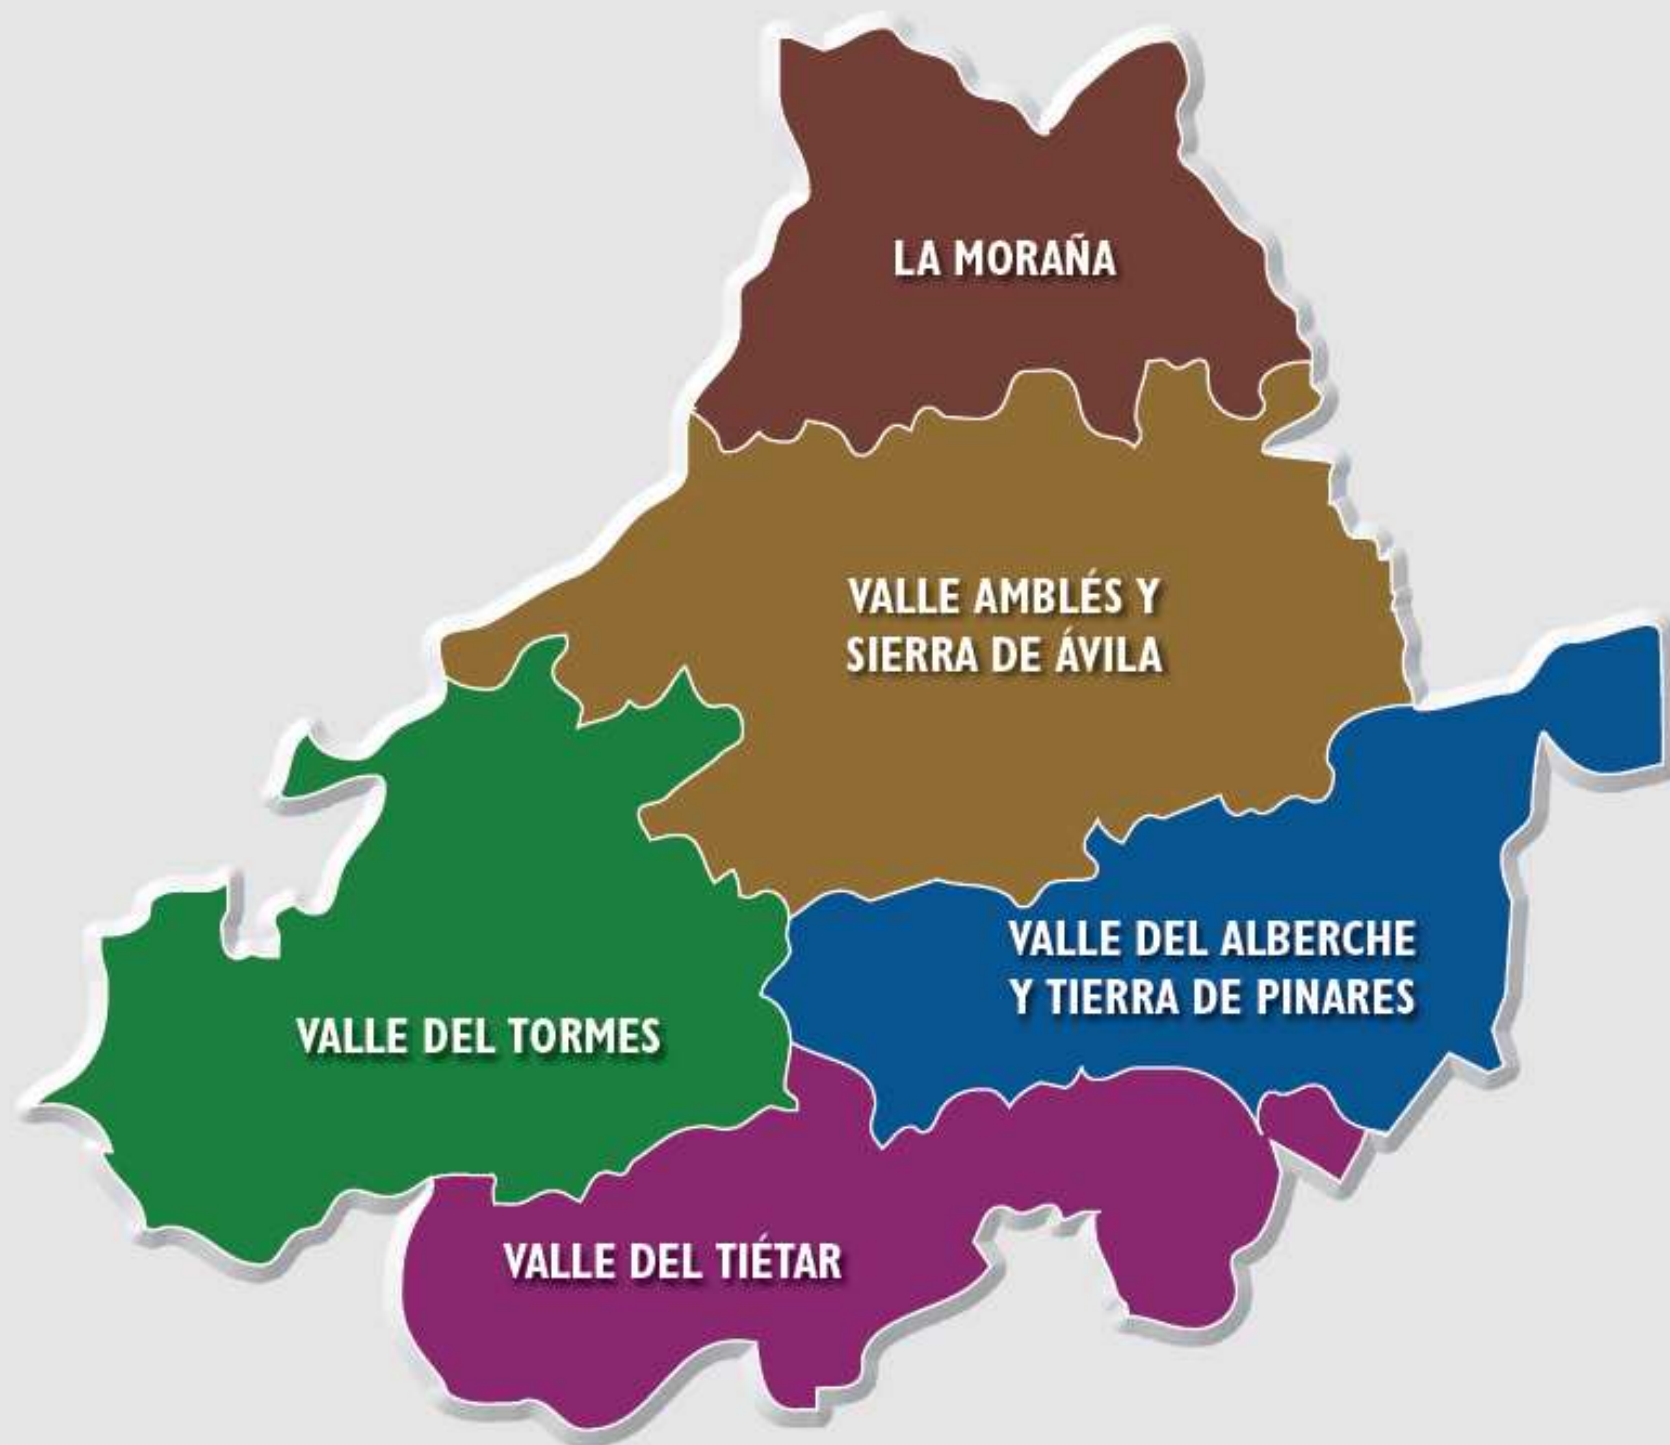 LA MORAÑA
VALLE AMBLÉS Y
SIERRA DE ÁVILA
VALLE DEL ALBERCHE
Y TIERRA DE PINARES
VALLE DEL TORMES
VALLE DEL TIÉTAR